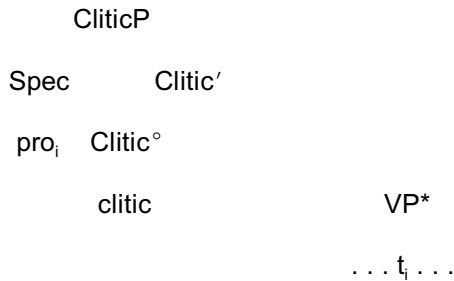 CliticP
Spec Clitic′
proᵢ Clitic°
clitic VP*
. . . tᵢ . . .